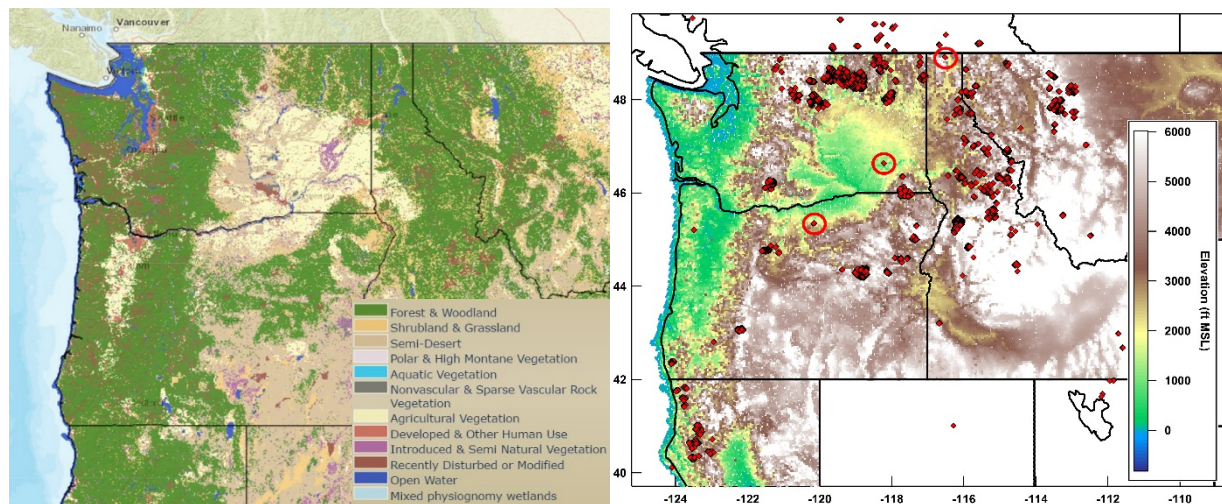 Vancouver
Nanaimo
Forest & Woodland
Shrubland & Grassland
Semi-Desert
Polar & High Montane Vegetation
Aquatic Vegetation
Nonvascular & Sparse Vascular Rock
Vegetation
Agricultural Vegetation
Developed & Other Human Use
Introduced & Semi Natural Vegetation
Recently Disturbed or Modified
Open Water
Mixed physiognomy wetlands
48
46
44
42
40
-124
-122
-120
-118
-116
-114
-112
-110
6000
5000
4000
3000
2000
1000
0
Elevation (ft MSL)